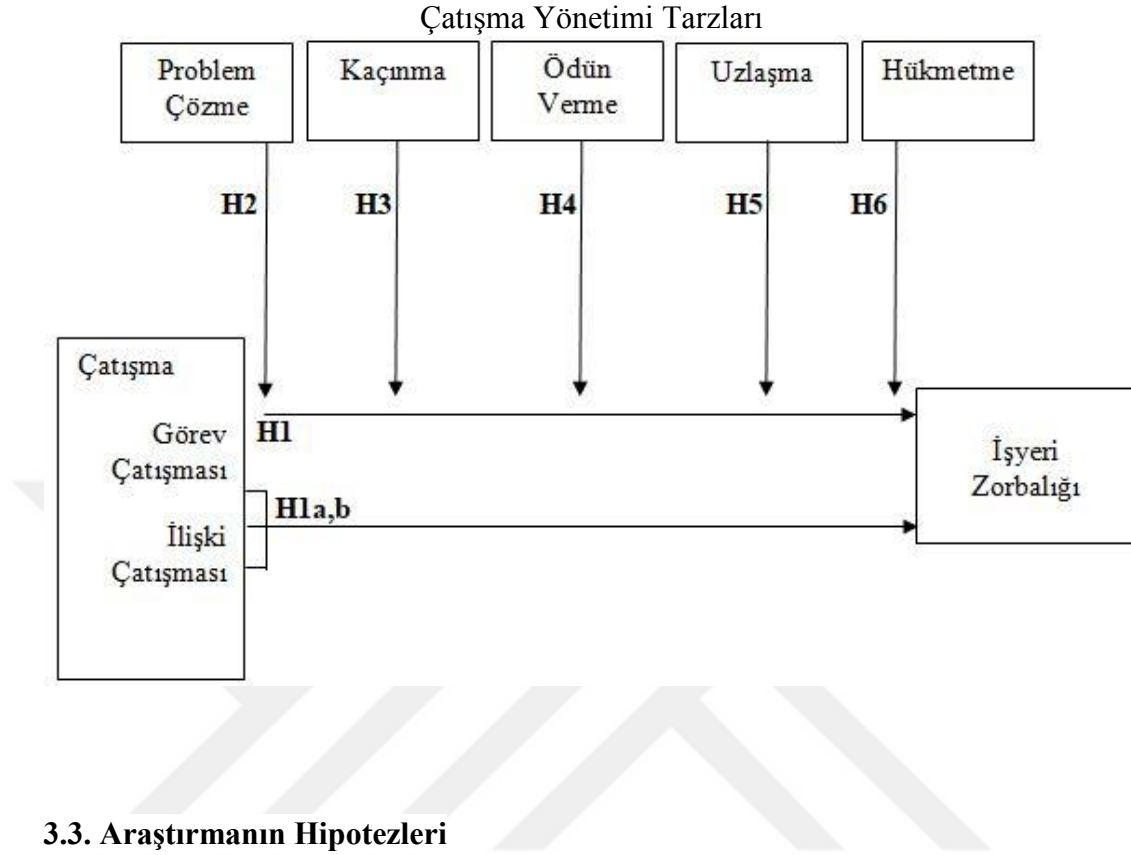 Çatışma Yönetimi Tarzları
Problem
Çözme
Kaçınma
Ödün
Verme
Uzlaşma
Hükmetme
H2
H3
H4
H5
H6
Çatışma
Görev
Çatışması
İlişki
Çatışması
H1
H1a,b
İşyeri
Zorbalığı
3.3. Araştırmanın Hipotezleri